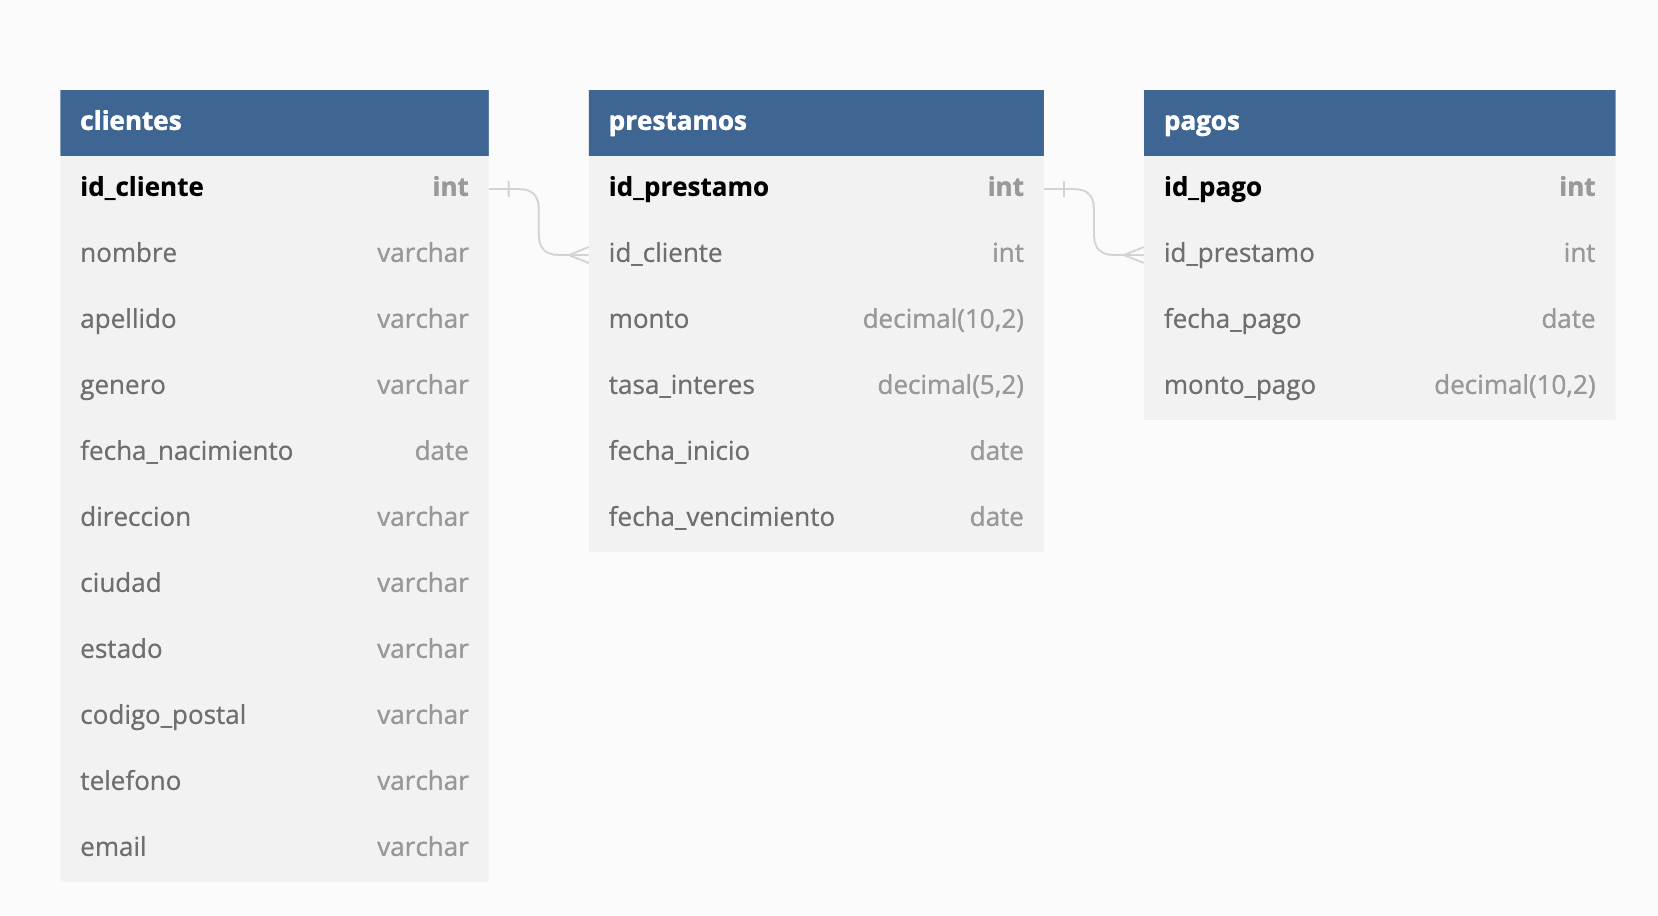 clientes
id_cliente int
nombre varchar
apellido varchar
genero varchar
fecha_nacimiento date
direccion varchar
ciudad varchar
estado varchar
codigo_postal varchar
telefono varchar
email varchar
prestamos
id_prestamo int
id_cliente int
monto decimal(10,2)
tasa_interes decimal(5,2)
fecha_inicio date
fecha_vencimiento date
pagos
id_pago int
id_prestamo int
fecha_pago date
monto_pago decimal(10,2)